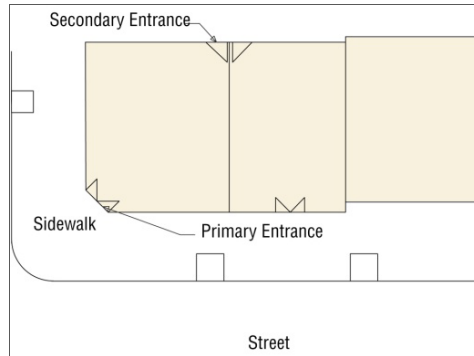 Secondary Entrance
Sidewalk
Primary Entrance
Street